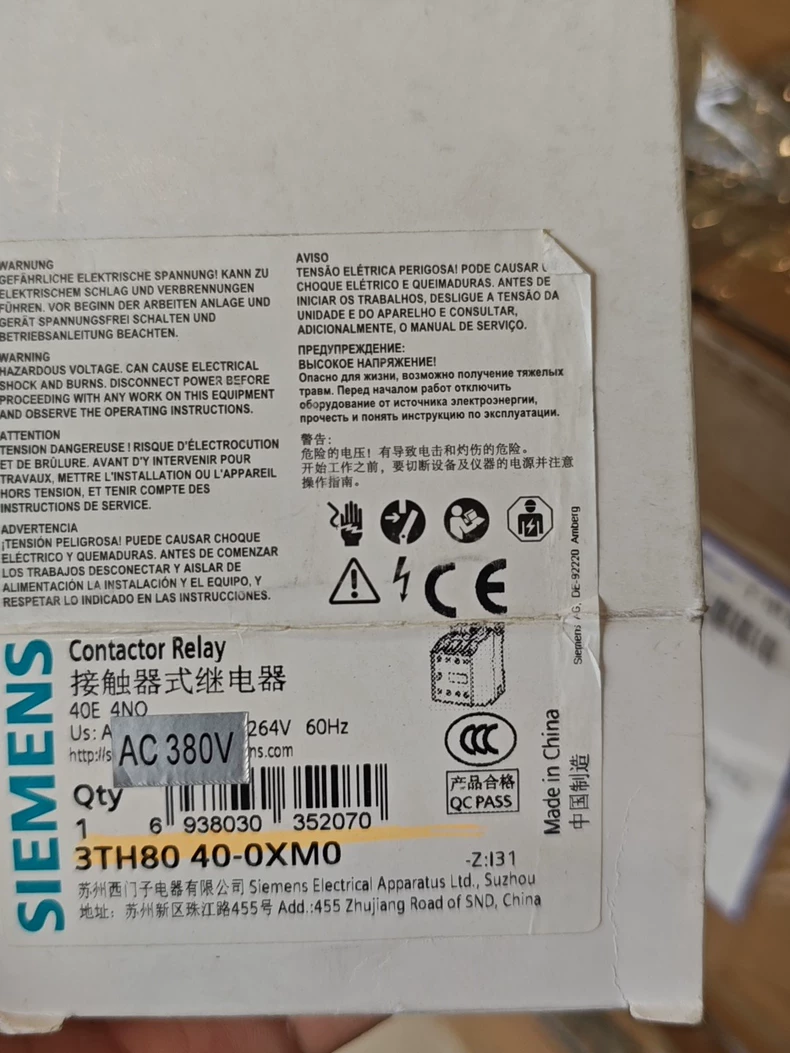 WARNUNG
GEFÄHRLICHE ELEKTRISCHE SPANNUNG! KANN ZU
ELEKTRISCHEM SCHLAG UND VERBRENNUNGEN
FÜHREN. VOR BEGINN DER ARBEITEN ANLAGE UND
GERÄT SPANNUNGSFREI SCHALTEN UND
BETRIEBSANLEITUNG BEACHTEN.
WARNING
HAZARDOUS VOLTAGE. CAN CAUSE ELECTRICAL
SHOCK AND BURNS. DISCONNECT POWER BEFORE
PROCEEDING WITH ANY WORK ON THIS EQUIPMENT
AND OBSERVE THE OPERATING INSTRUCTIONS.
ATTENTION
TENSION DANGEREUSE ! RISQUE D'ÉLECTROCUTION
ET DE BRÛLURE. AVANT D'Y INTERVENIR POUR
TRAVAUX, METTRE L'INSTALLATION OU L'APPAREIL
HORS TENSION, ET TENIR COMPTE DES
INSTRUCTIONS DE SERVICE.
ADVERTENCIA
¡TENSIÓN PELIGROSA! PUEDE CAUSAR CHOQUE
ELÉCTRICO Y QUEMADURAS. ANTES DE COMENZAR
LOS TRABAJOS DESCONECTAR Y AISLAR DE
ALIMENTACIÓN LA INSTALACIÓN Y EL EQUIPO, Y
RESPETAR LO INDICADO EN LAS INSTRUCCIONES.
AVISO
TENSÃO ELÉTRICA PERIGOSA! PODE CAUSAR
CHOQUE ELÉTRICO E QUEIMADURAS. ANTES DE
INICIAR OS TRABALHOS, DESLIGUE A TENSÃO DA
UNIDADE E DO APARELHO E CONSULTAR,
ADICIONALMENTE, O MANUAL DE SERVIÇO.
ПРЕДУПРЕЖДЕНИЕ:
ВЫСОКОЕ НАПРЯЖЕНИЕ!
Опасно для жизни, возможно получение тяжелых
травм. Перед началом работ отключить
оборудование от источника электроэнергии,
прочесть и понять инструкцию по эксплуатации.
警告:
危险的电压! 有导致电击和灼伤的危险。
开始工作之前, 要切断设备及仪器的电源并注意
操作指南。
CE
Siemens AG, DE-92220 Amberg
SIEMENS
Contactor Relay
接触器式继电器
40E 4NO
Us: A 264V 60Hz
AC 380V
http://s ns.com
CCC
产品合格
QC PASS
Made in China
中国制造
Qty
1
6 938030 352070
3TH80 40-0XM0
-Z:I31
苏州西门子电器有限公司 Siemens Electrical Apparatus Ltd., Suzhou
地址: 苏州新区珠江路455号 Add.:455 Zhujiang Road of SND, China